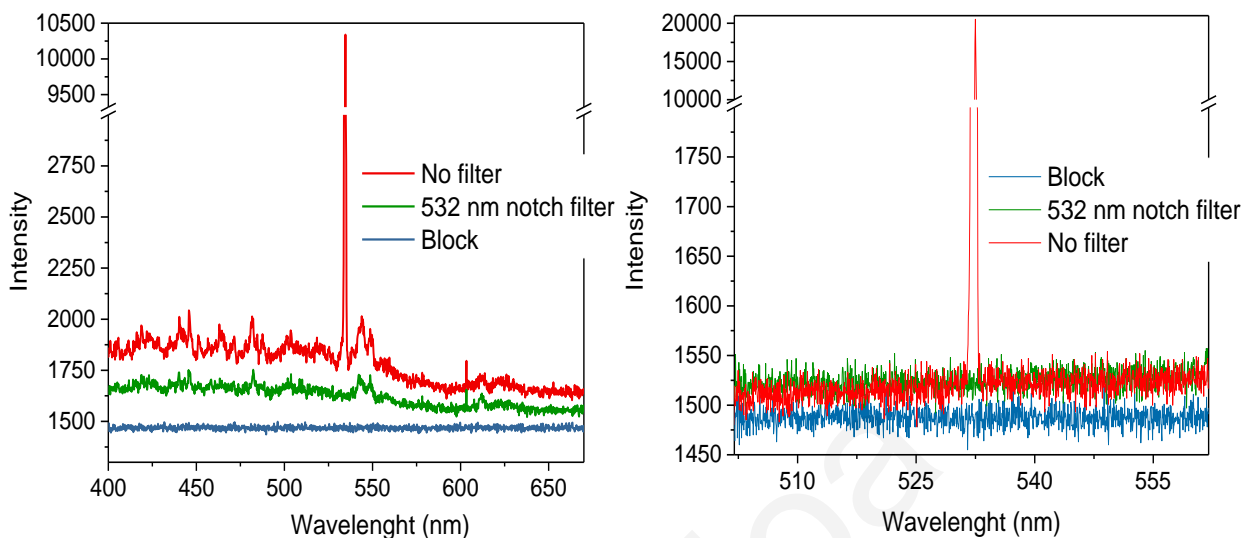 10500
10000
9500
2750
2500
2250
2000
1750
1500
Intensity
No filter
532 nm notch filter
Block
400 450 500 550 600 650
Wavelenght (nm)
20000
15000
10000
1750
1700
1650
1600
1550
1500
1450
Intensity
Block
532 nm notch filter
No filter
510 525 540 555
Wavelenght (nm)